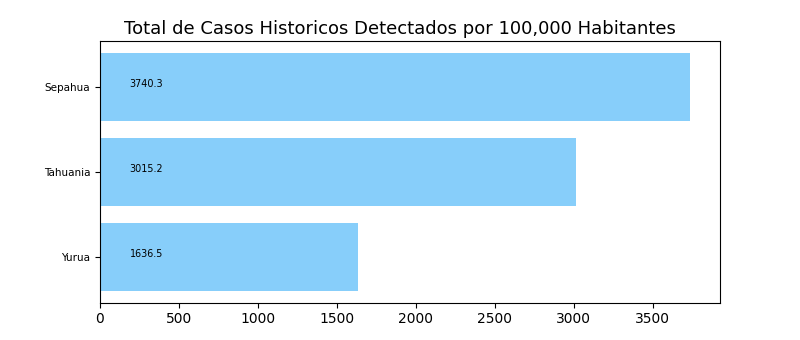 Total de Casos Historicos Detectados por 100,000 Habitantes
Sepahua
3740.3
Tahuania
3015.2
Yurua
1636.5
0 500 1000 1500 2000 2500 3000 3500